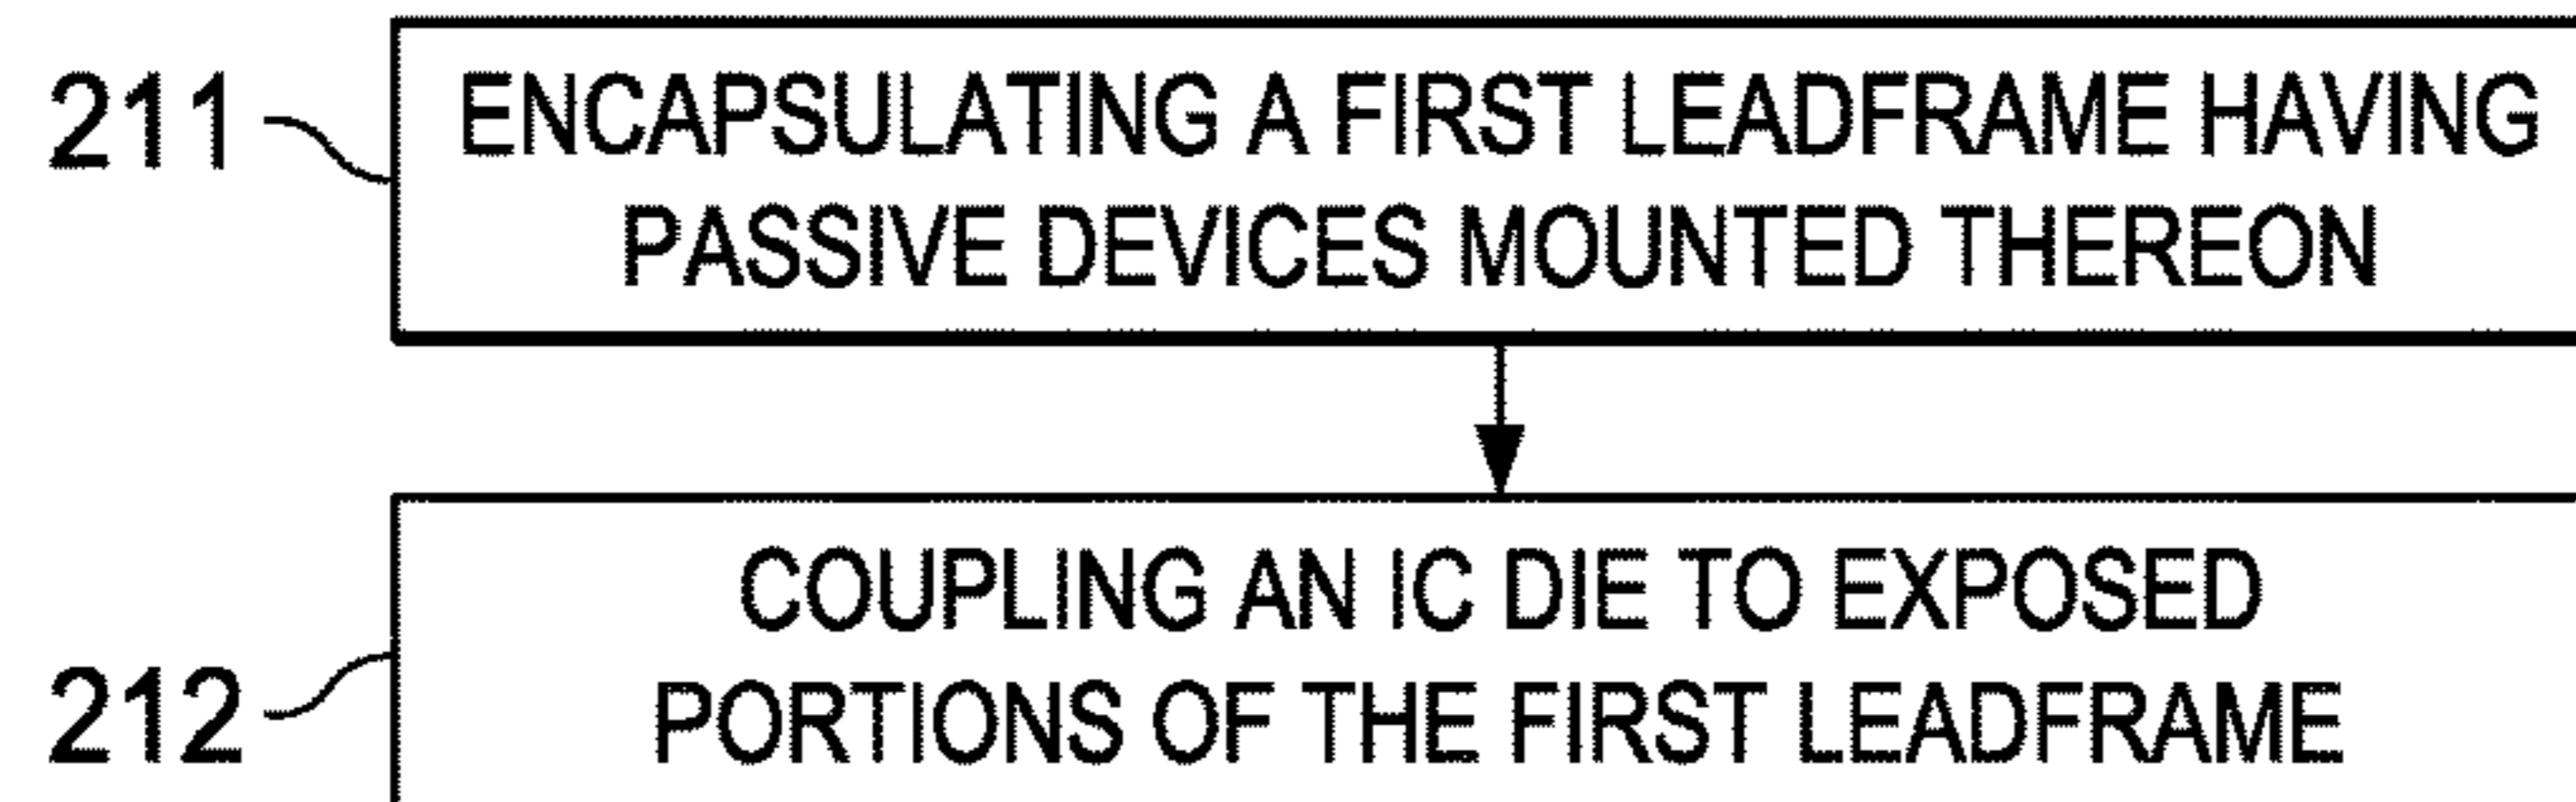 211
ENCAPSULATING A FIRST LEADFRAME HAVING
PASSIVE DEVICES MOUNTED THEREON
212
COUPLING AN IC DIE TO EXPOSED
PORTIONS OF THE FIRST LEADFRAME